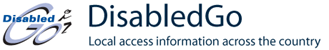 Disabled
Go
DisabledGo
Local access information across the country